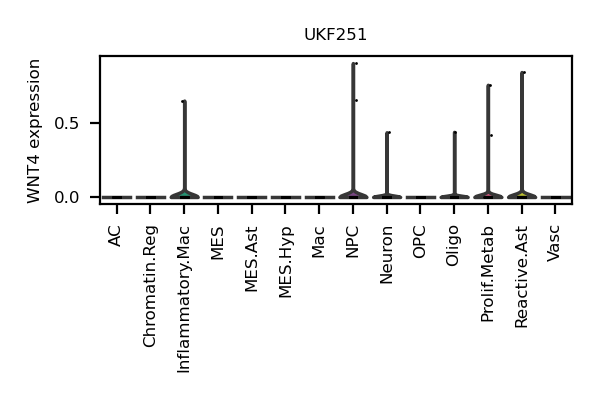 UKF251
WNT4 expression
0.5
0.0
AC
Chromatin.Reg
Inflammatory.Mac
MES
MES.Ast
MES.Hyp
Mac
NPC
Neuron
OPC
Oligo
Prolif.Metab
Reactive.Ast
Vasc